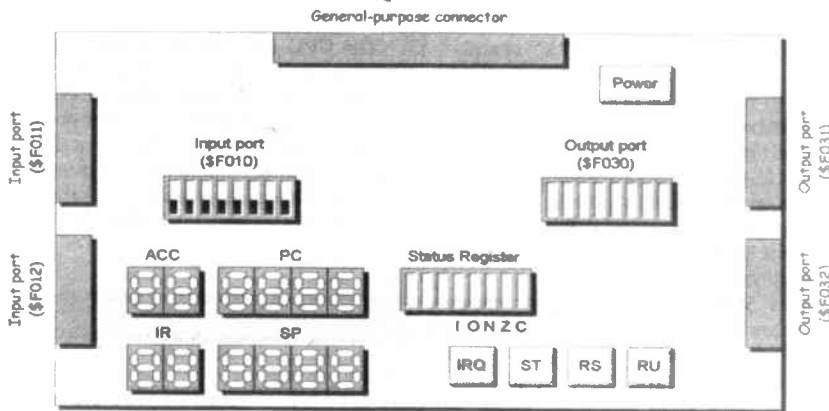 General-purpose connector
Power
Input port
($F011)
Input port
($F010)
Output port
($F030)
Output port
($F031)
Input port
($F012)
ACC
PC
Status Register
Output port
($F032)
I O N Z C
IR
SP
IRQ
ST
RS
RU